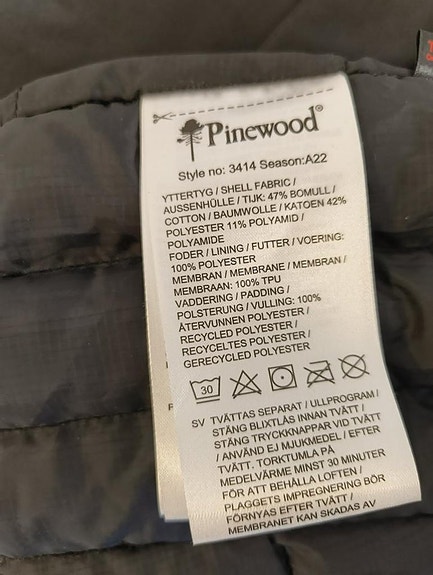 Pinewood®
Style no: 3414 Season:A22
YTTERTYG / SHELL FABRIC /
AUSSENHÜLLE / TIJK: 47% BOMULL /
COTTON / BAUMWOLLE / KATOEN 42%
POLYESTER 11% POLYAMID /
POLYAMIDE
FODER / LINING / FUTTER / VOERING:
100% POLYESTER
MEMBRAN / MEMBRANE / MEMBRAN /
MEMBRAAN: 100% TPU
VADDERING / PADDING /
POLSTERUNG / VULLING: 100%
ÅTERVUNNEN POLYESTER /
RECYCLED POLYESTER /
RECYCELTES POLYESTER /
GERECYCLED POLYESTER
30
SV TVÄTTAS SEPARAT / ULLPROGRAM /
STÄNG BLIXTLÅS INNAN TVÄTT /
STÄNG TRYCKKNAPPAR VID TVÄTT
/ ANVÄND EJ MJUKMEDEL / EFTER
TVÄTT, TORKTUMLA PÅ
MEDELVÄRME MINST 30 MINUTER
FÖR ATT BEHÅLLA LOFTEN /
PLAGGETS IMPREGNERING BÖR
FÖRNYAS EFTER TVÄTT /
MEMBRANET KAN SKADAS AV